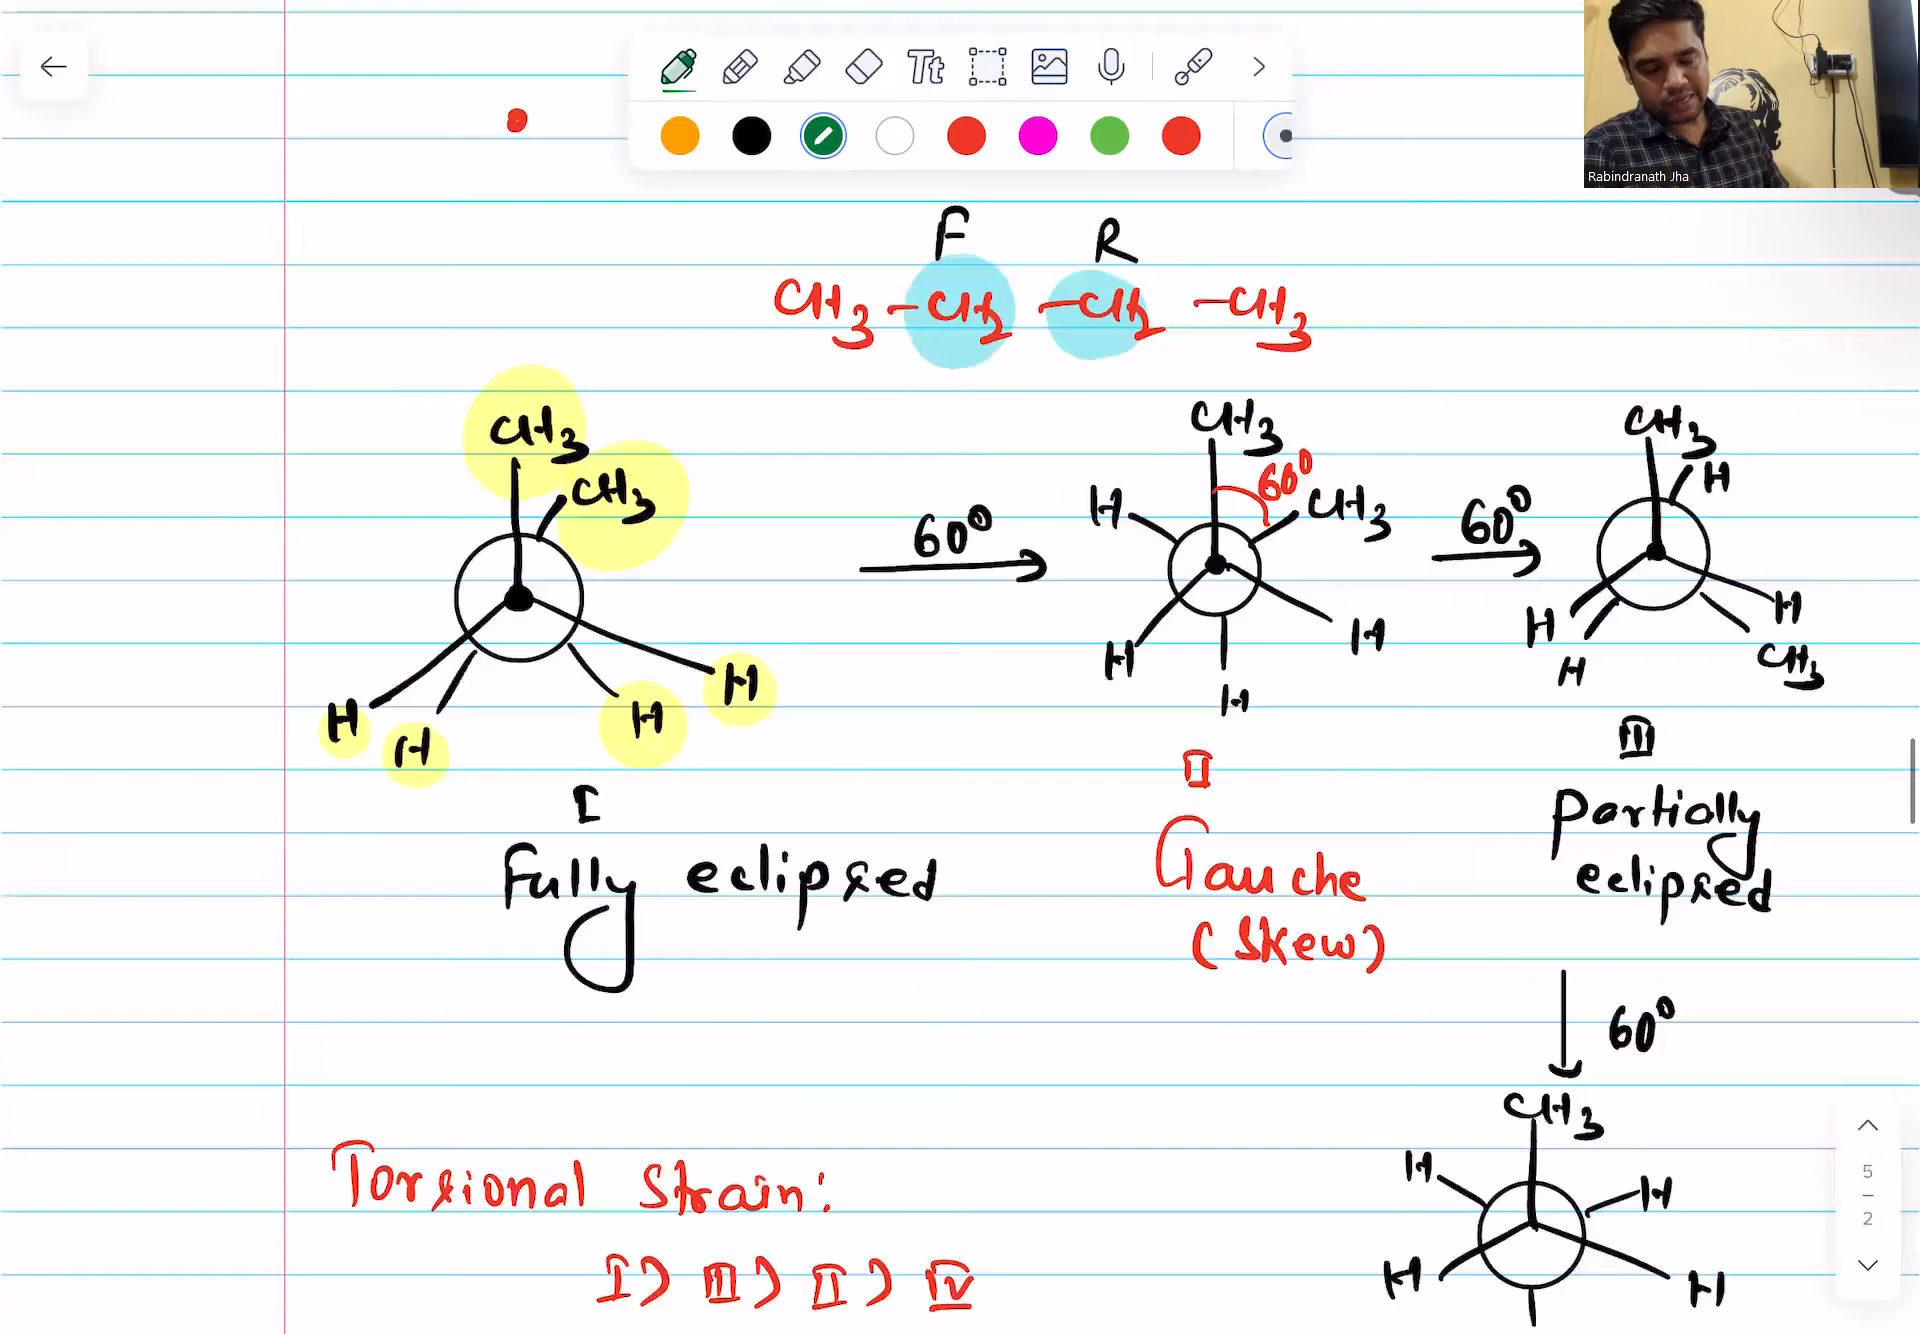 Tt
Rabindranath Jha
F R
CH3-CH2-CH2-CH3
CH3
CH3
H
H
H
H
I
Fully eclipsed
60°
CH3
60°
H
CH3
H
H
H
II
Gauche
(Skew)
60°
CH3
H
H
H
H
CH3
III
Partially
eclipsed
60°
CH3
H
H
H
H
Torsional Strain:
I > III > II > IV
5
2